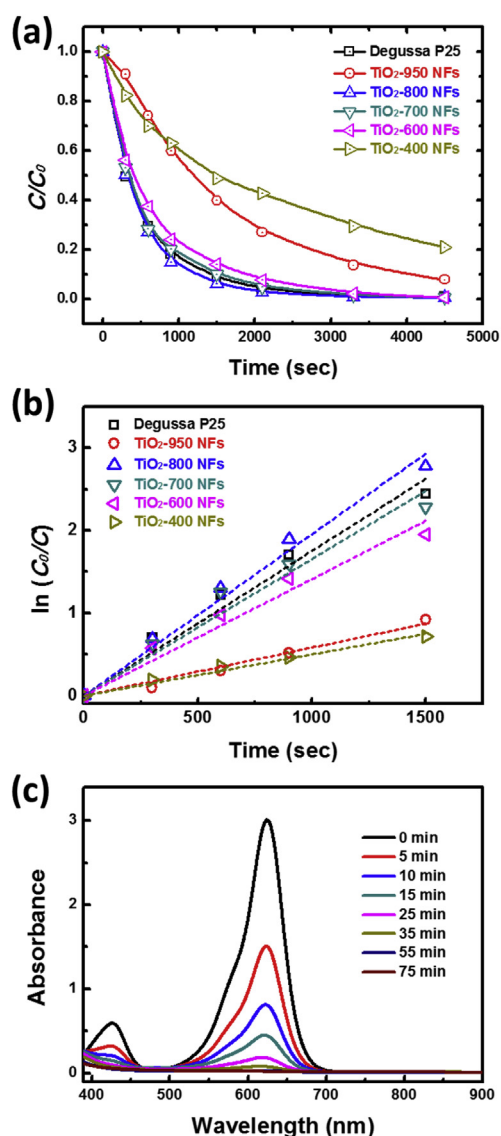 (a)
C/C₀
1.0
0.8
0.6
0.4
0.2
0.0
Degussa P25
TiO₂-950 NFs
TiO₂-800 NFs
TiO₂-700 NFs
TiO₂-600 NFs
TiO₂-400 NFs
0 1000 2000 3000 4000 5000
Time (sec)
(b)
ln (C₀/C)
3
2
1
0
Degussa P25
TiO₂-950 NFs
TiO₂-800 NFs
TiO₂-700 NFs
TiO₂-600 NFs
TiO₂-400 NFs
0 500 1000 1500
Time (sec)
(c)
Absorbance
3
2
1
0
0 min
5 min
10 min
15 min
25 min
35 min
55 min
75 min
400 500 600 700 800 900
Wavelength (nm)